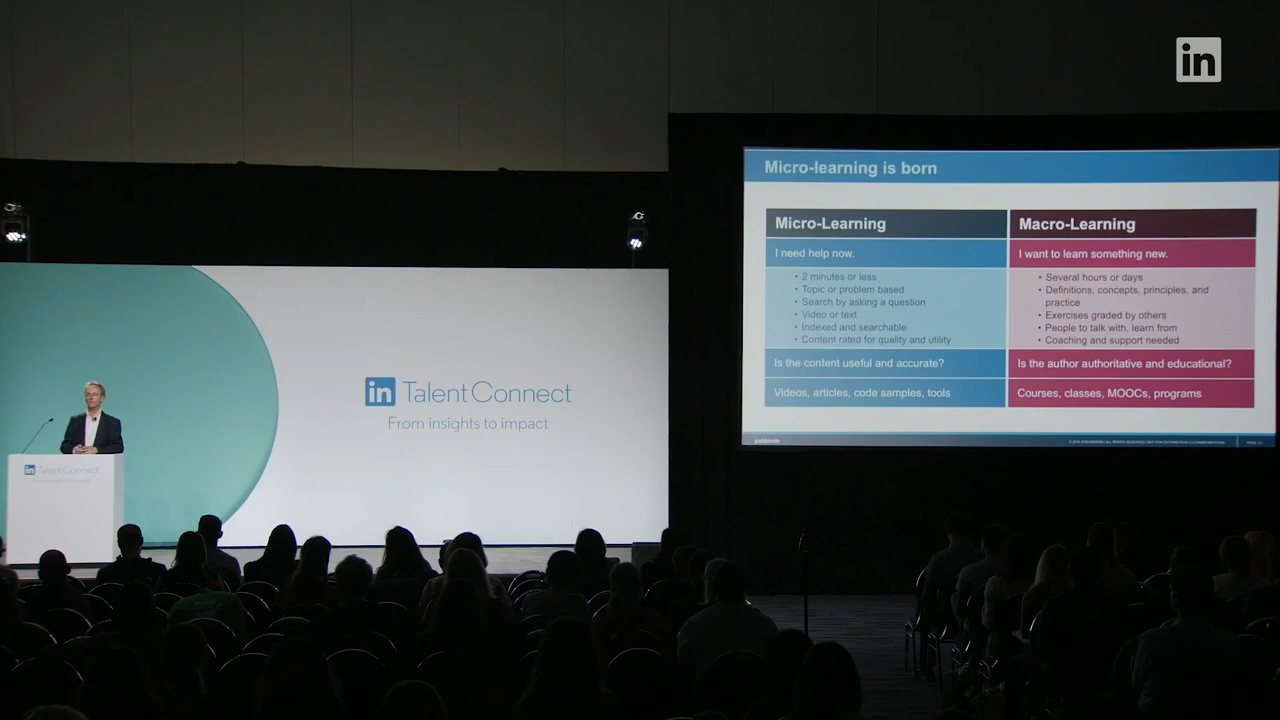 in
Micro-learning is born
Micro-Learning
Macro-Learning
I need help now.
I want to learn something new.
• 2 minutes or less
• Topic or problem based
• Search by asking a question
• Video or text
• Indexed and searchable
• Content rated for quality and utility
• Several hours or days
• Definitions, concepts, principles, and
practice
• Exercises graded by others
• People to talk with, learn from
• Coaching and support needed
Is the content useful and accurate?
Is the author authoritative and educational?
Videos, articles, code samples, tools
Courses, classes, MOOCs, programs
in Talent Connect
From insights to impact
in Talent Connect